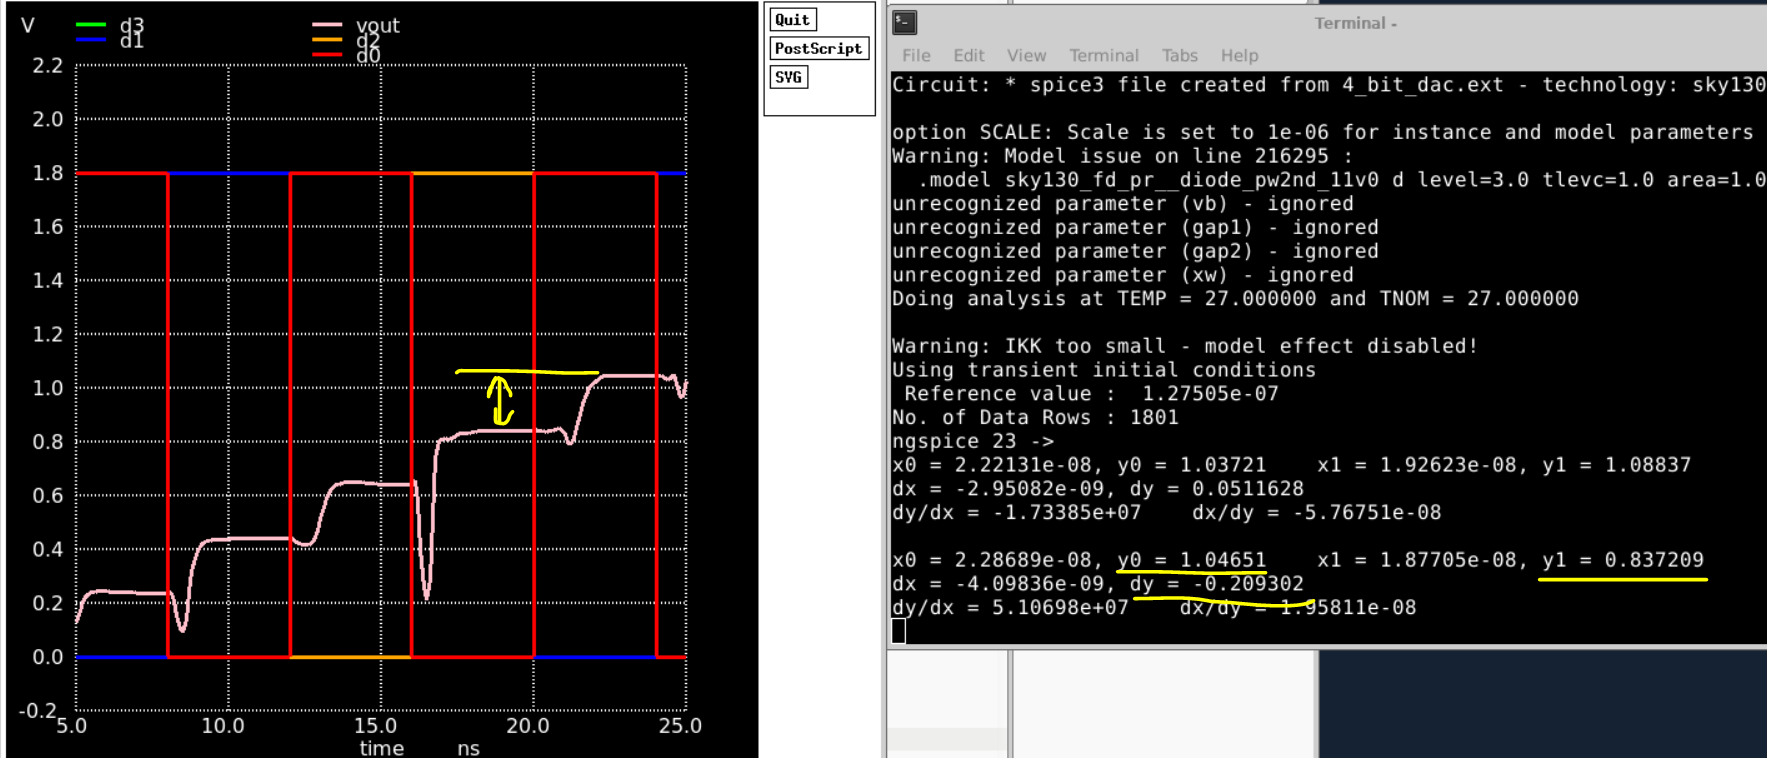 V
d3
d1
vout
d2
d0
2.2
2.0
1.8
1.6
1.4
1.2
1.0
0.8
0.6
0.4
0.2
0.0
-0.2
5.0 10.0 15.0 20.0 25.0
time ns
Quit
PostScript
SVG
Terminal -
File Edit View Terminal Tabs Help
Circuit: * spice3 file created from 4_bit_dac.ext - technology: sky130
option SCALE: Scale is set to 1e-06 for instance and model parameters
Warning: Model issue on line 216295 :
.model sky130_fd_pr__diode_pw2nd_11v0 d level=3.0 tlevc=1.0 area=1.0
unrecognized parameter (vb) - ignored
unrecognized parameter (gap1) - ignored
unrecognized parameter (gap2) - ignored
unrecognized parameter (xw) - ignored
Doing analysis at TEMP = 27.000000 and TNOM = 27.000000
Warning: IKK too small - model effect disabled!
Using transient initial conditions
Reference value : 1.27505e-07
No. of Data Rows : 1801
ngspice 23 ->
x0 = 2.22131e-08, y0 = 1.03721 x1 = 1.92623e-08, y1 = 1.08837
dx = -2.95082e-09, dy = 0.0511628
dy/dx = -1.73385e+07 dx/dy = -5.76751e-08
x0 = 2.28689e-08, y0 = 1.04651 x1 = 1.87705e-08, y1 = 0.837209
dx = -4.09836e-09, dy = -0.209302
dy/dx = 5.10698e+07 dx/dy = 1.95811e-08